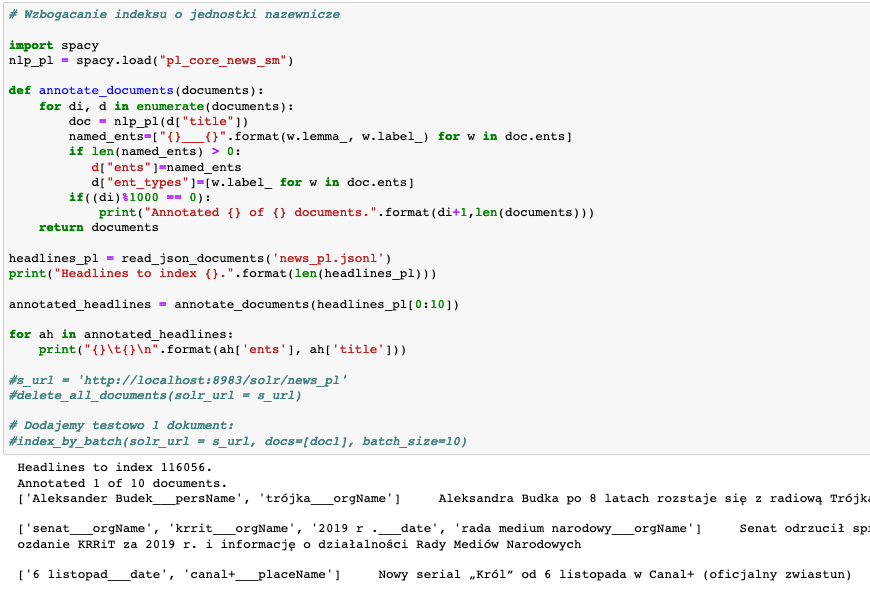 # Wzbogacanie indeksu o jednostki nazewnicze

import spacy
nlp_pl = spacy.load("pl_core_news_sm")

def annotate_documents(documents):
    for di, d in enumerate(documents):
        doc = nlp_pl(d["title"])
        named_ents=["{}___{}".format(w.lemma_, w.label_) for w in doc.ents]
        if len(named_ents) > 0:
           d["ents"]=named_ents
           d["ent_types"]=[w.label_ for w in doc.ents]
        if((di)%1000 == 0):
            print("Annotated {} of {} documents.".format(di+1,len(documents)))
    return documents

headlines_pl = read_json_documents('news_pl.jsonl')
print("Headlines to index {}.".format(len(headlines_pl)))

annotated_headlines = annotate_documents(headlines_pl[0:10])

for ah in annotated_headlines:
    print("{}\t{}\n".format(ah['ents'], ah['title']))

#s_url = 'http://localhost:8983/solr/news_pl'
#delete_all_documents(solr_url = s_url)

# Dodajemy testowo 1 dokument:
#index_by_batch(solr_url = s_url, docs=[doc1], batch_size=10)

Headlines to index 116056.
Annotated 1 of 10 documents.
['Aleksander Budek___persName', 'trójka___orgName']     Aleksandra Budka po 8 latach rozstaje się z radiową Trójką

['senat___orgName', 'krrit___orgName', '2019 r .___date', 'rada medium narodowy___orgName']     Senat odrzucił spr
ozdanie KRRiT za 2019 r. i informację o działalności Rady Mediów Narodowych

['6 listopad___date', 'canal+___placeName']     Nowy serial „Król” od 6 listopada w Canal+ (oficjalny zwiastun)